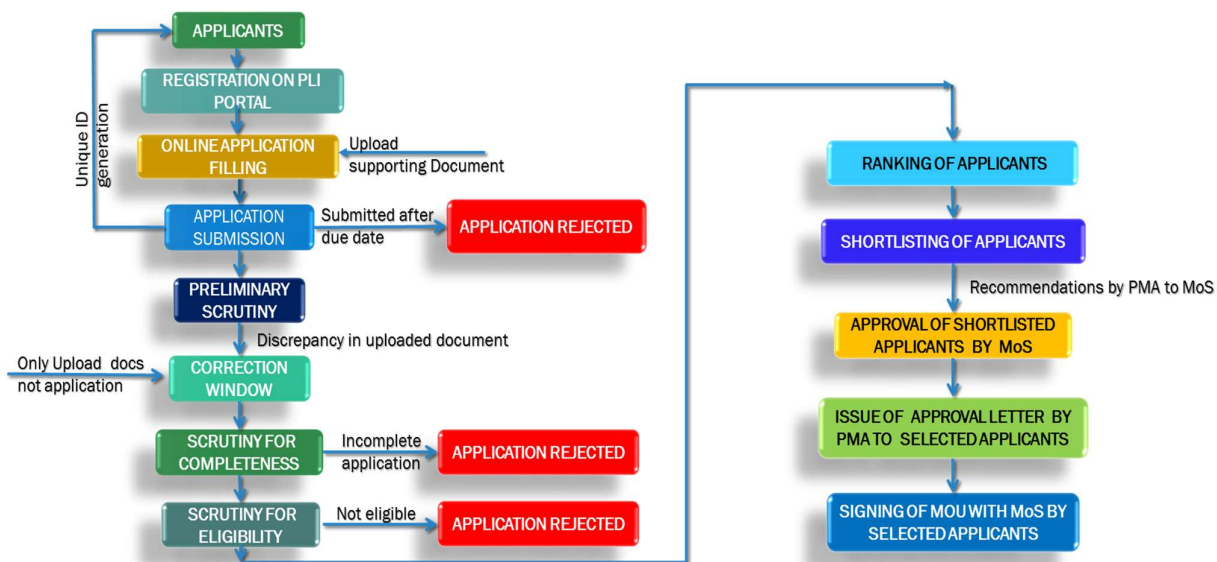 APPLICANTS
REGISTRATION ON PLI
PORTAL
Unique ID
generation
ONLINE APPLICATION
FILLING
Upload
supporting Document
APPLICATION
SUBMISSION
Submitted after
due date
APPLICATION REJECTED
PRELIMINARY
SCRUTINY
Discrepancy in uploaded document
Only Upload docs
not application
CORRECTION
WINDOW
SCRUTINY FOR
COMPLETENESS
Incomplete
application
APPLICATION REJECTED
SCRUTINY FOR
ELIGIBILITY
Not eligible
APPLICATION REJECTED
RANKING OF APPLICANTS
SHORTLISTING OF APPLICANTS
Recommendations by PMA to MoS
APPROVAL OF SHORTLISTED
APPLICANTS BY MoS
ISSUE OF APPROVAL LETTER BY
PMA TO SELECTED APPLICANTS
SIGNING OF MOU WITH MoS BY
SELECTED APPLICANTS